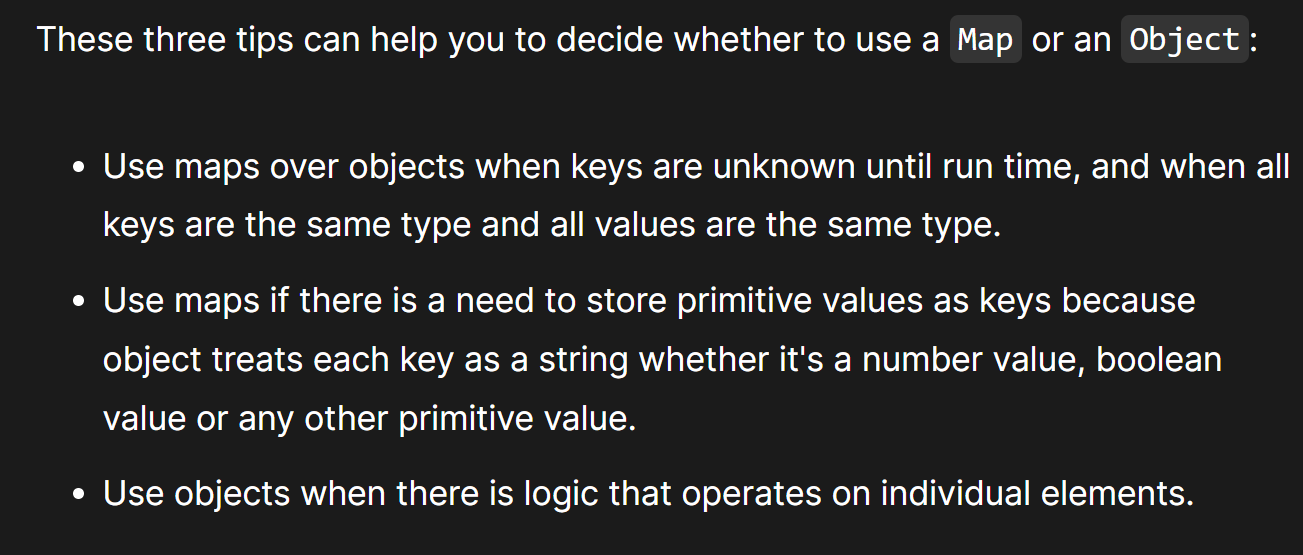 These three tips can help you to decide whether to use a Map or an Object:
• Use maps over objects when keys are unknown until run time, and when all
keys are the same type and all values are the same type.
• Use maps if there is a need to store primitive values as keys because
object treats each key as a string whether it's a number value, boolean
value or any other primitive value.
• Use objects when there is logic that operates on individual elements.